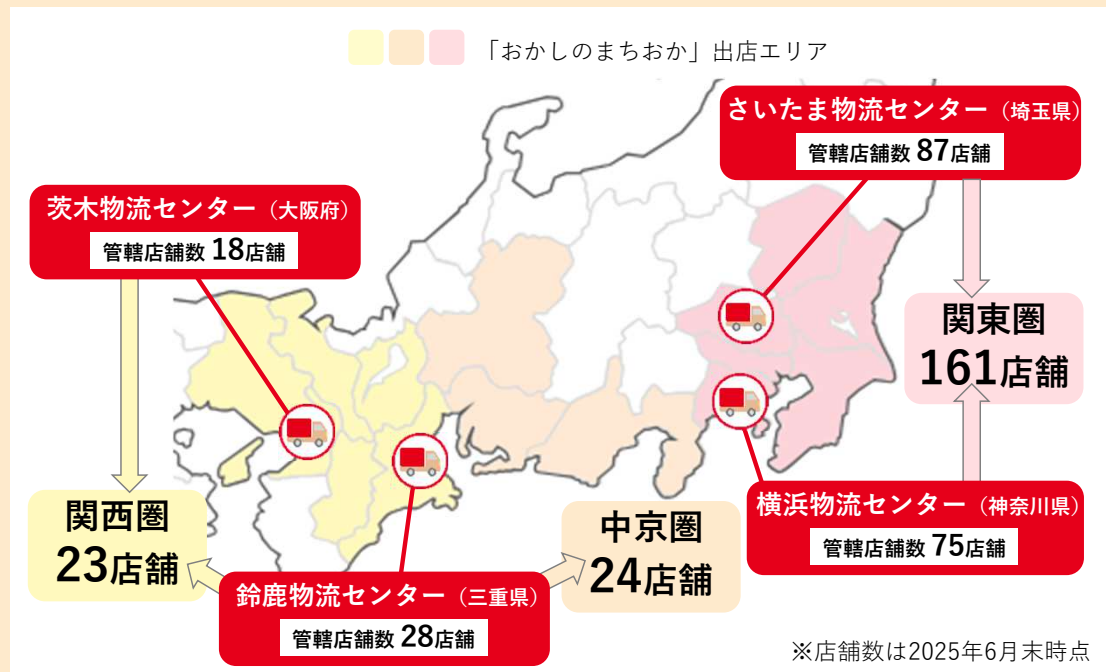 「おかしのまちおか」出店エリア
さいたま物流センター（埼玉県）
管轄店舗数 87店舗
茨木物流センター（大阪府）
管轄店舗数 18店舗
関東圏
161店舗
関西圏
23店舗
中京圏
24店舗
横浜物流センター（神奈川県）
管轄店舗数 75店舗
鈴鹿物流センター（三重県）
管轄店舗数 28店舗
※店舗数は2025年6月末時点